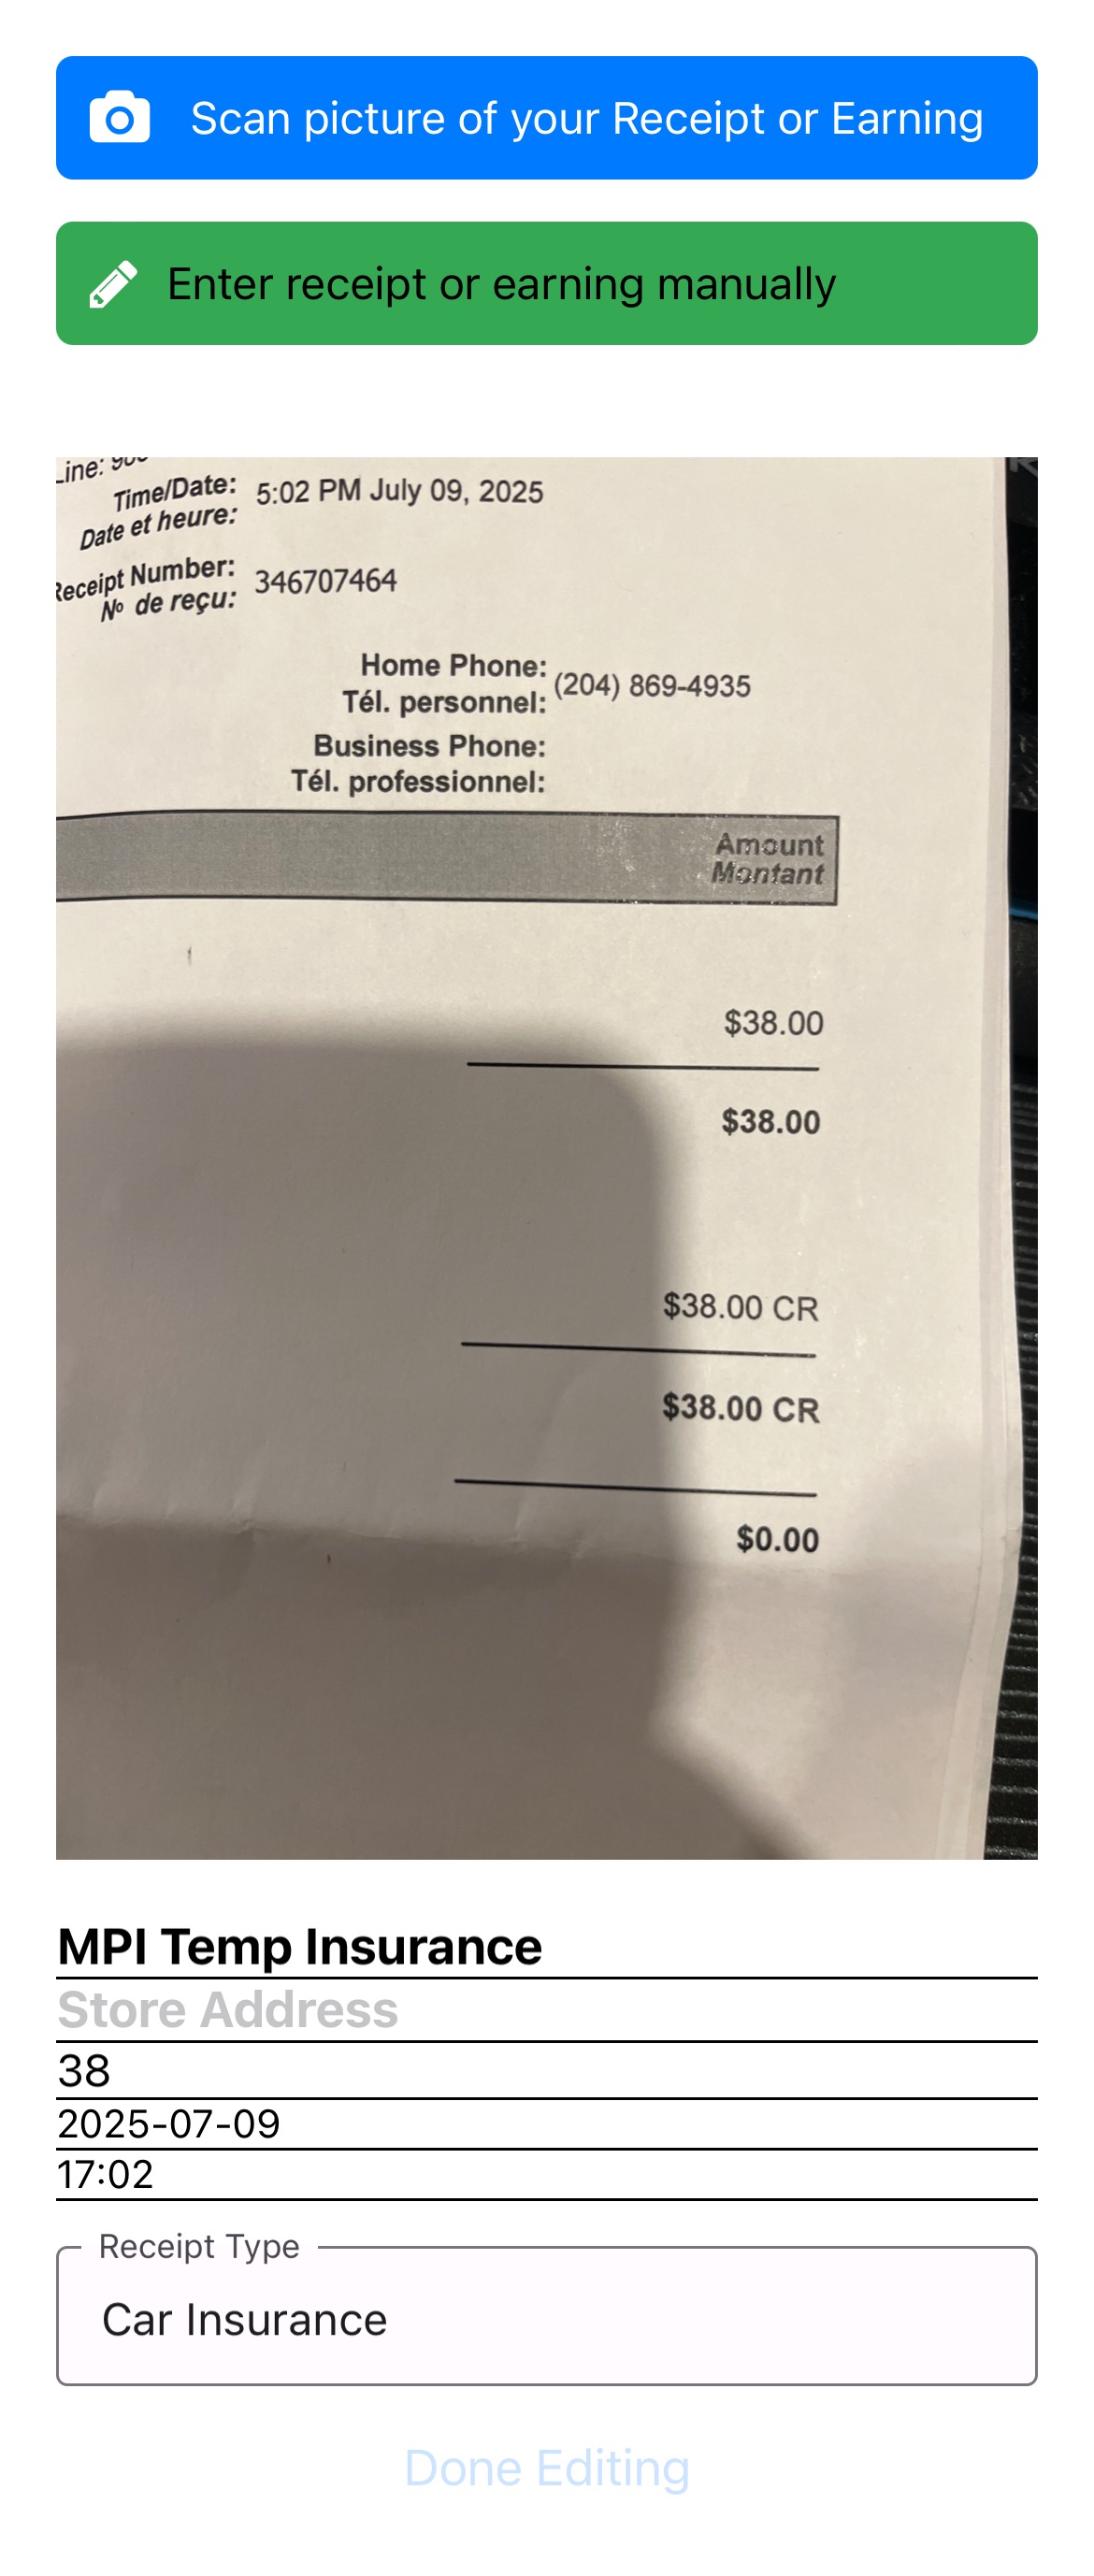 Scan picture of your Receipt or Earning
Enter receipt or earning manually
Line:
Time/Date: 5:02 PM July 09, 2025
Date et heure:
Receipt Number: 346707464
Nº de reçu:
Home Phone: (204) 869-4935
Tél. personnel:
Business Phone:
Tél. professionnel:
Amount
Montant
$38.00
$38.00
$38.00 CR
$38.00 CR
$0.00
MPI Temp Insurance
Store Address
38
2025-07-09
17:02
Receipt Type
Car Insurance
Done Editing